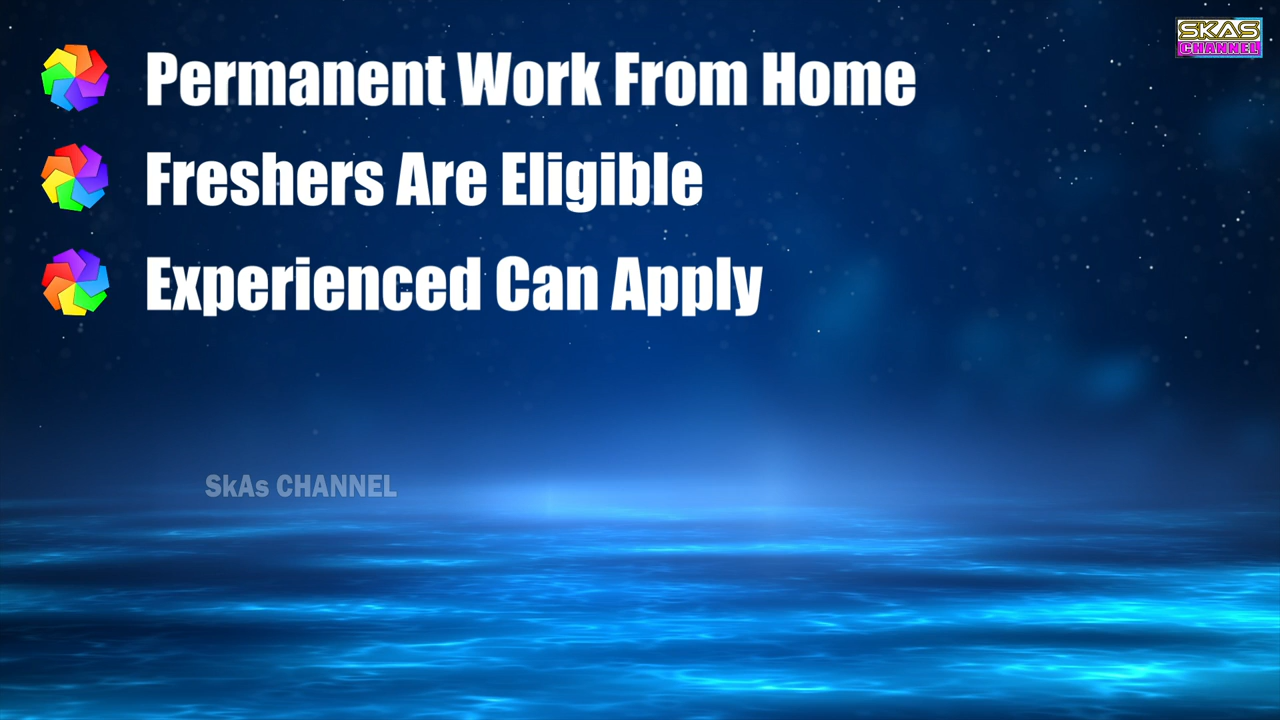 SKAS
CHANNEL
Permanent Work From Home
Freshers Are Eligible
Experienced Can Apply
SkAs CHANNEL